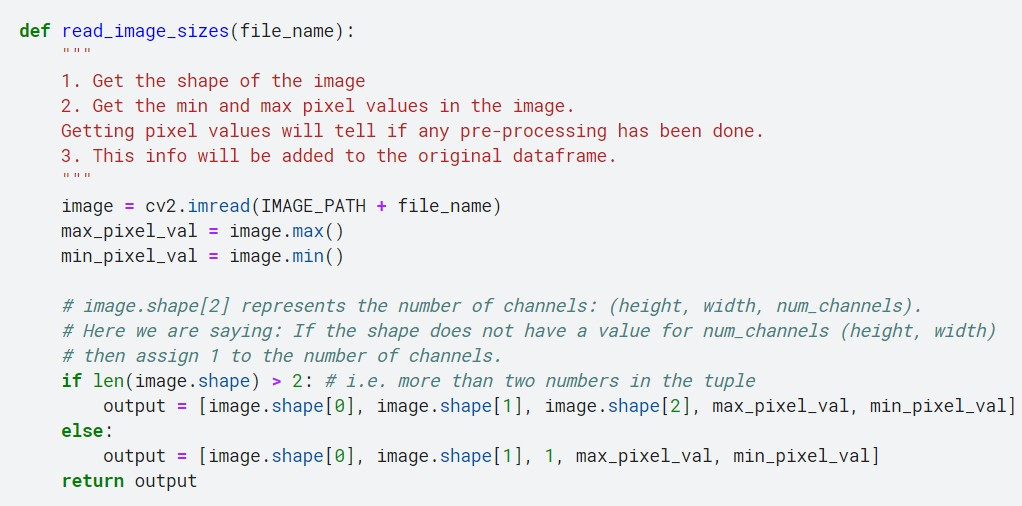 def read_image_sizes(file_name):
    """
    1. Get the shape of the image
    2. Get the min and max pixel values in the image.
    Getting pixel values will tell if any pre-processing has been done.
    3. This info will be added to the original dataframe.
    """
    image = cv2.imread(IMAGE_PATH + file_name)
    max_pixel_val = image.max()
    min_pixel_val = image.min()

    # image.shape[2] represents the number of channels: (height, width, num_channels).
    # Here we are saying: If the shape does not have a value for num_channels (height, width)
    # then assign 1 to the number of channels.
    if len(image.shape) > 2: # i.e. more than two numbers in the tuple
        output = [image.shape[0], image.shape[1], image.shape[2], max_pixel_val, min_pixel_val]
    else:
        output = [image.shape[0], image.shape[1], 1, max_pixel_val, min_pixel_val]
    return output